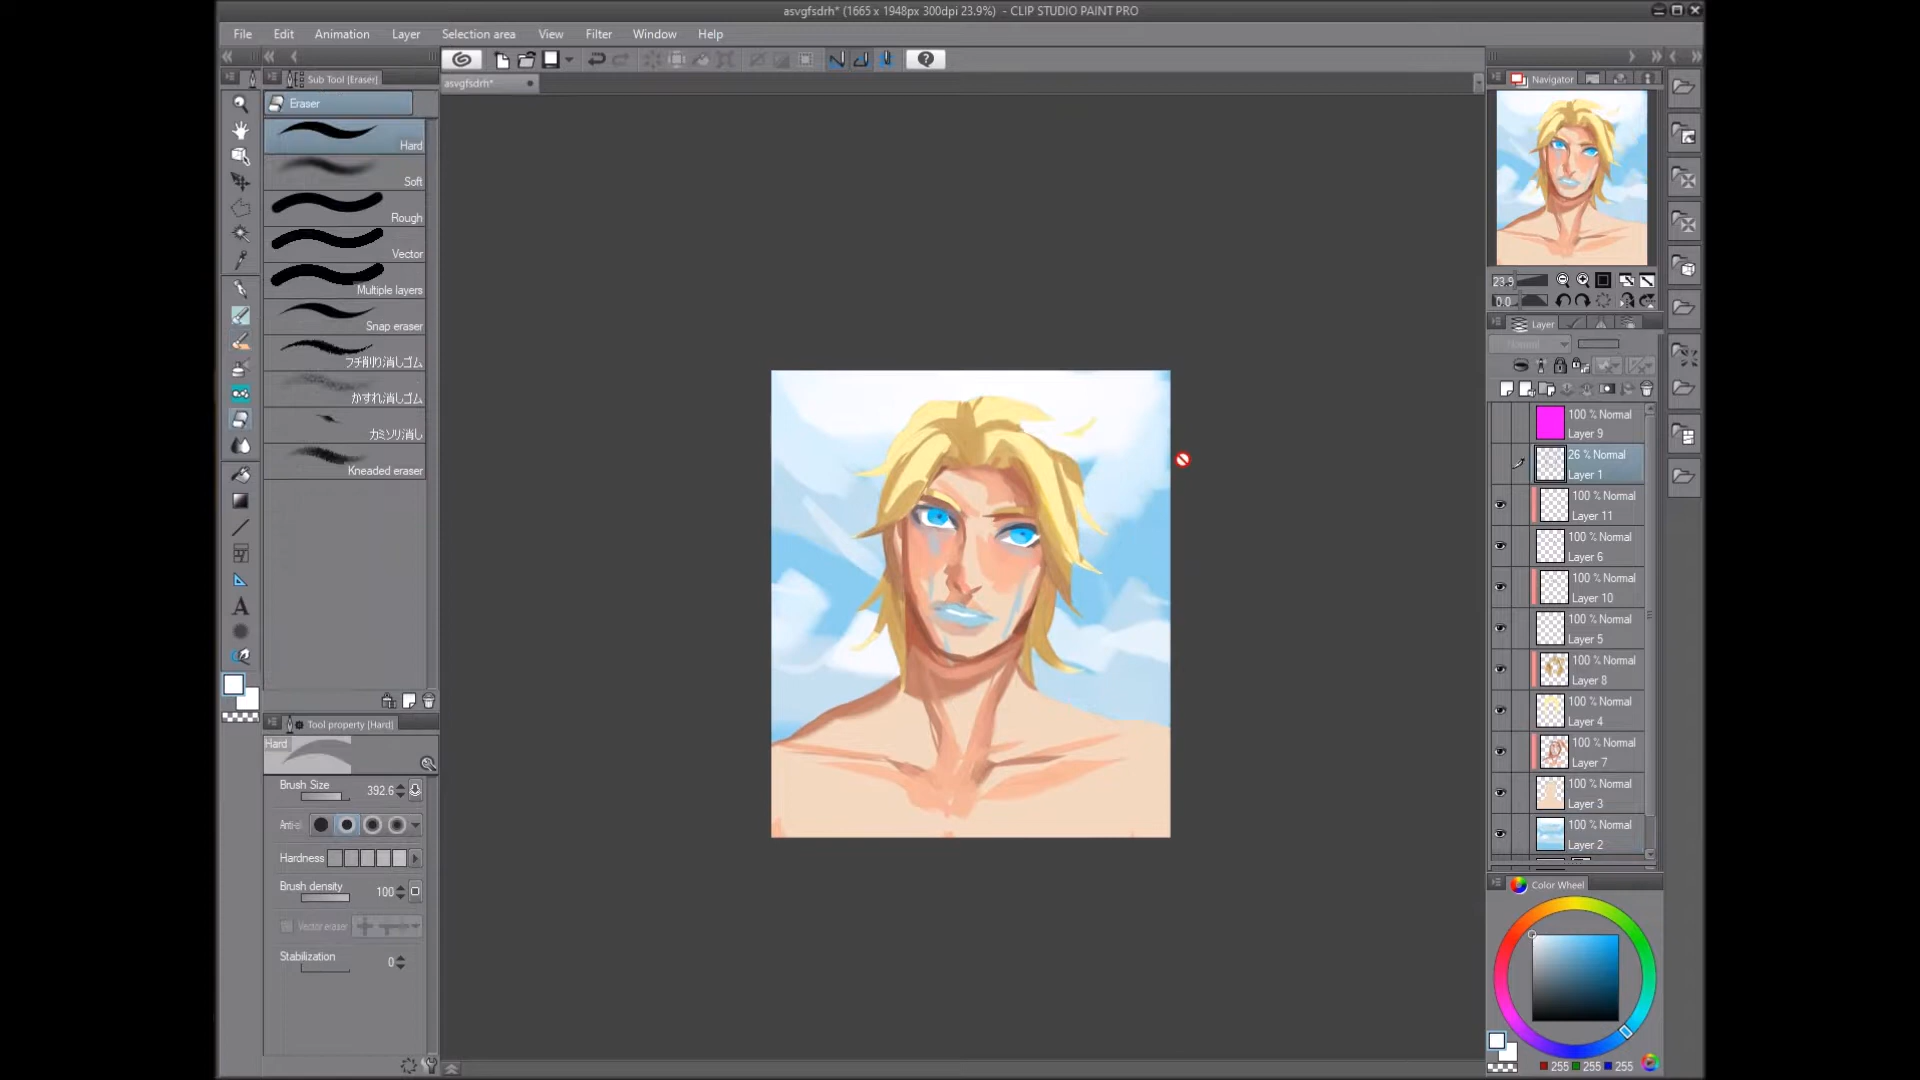 asvgfsdrh* (1665 x 1948px 300dpi 23.9%) - CLIP STUDIO PAINT PRO
File Edit Animation Layer Selection area View Filter Window Help
Sub Tool [Eraser]
asvgfsdrh*
Navigator
Eraser
Hard
Soft
Rough
Vector
Multiple layers
Snap eraser
フチ削り消しゴム
かすれ消しゴム
カミソリ消し
Kneaded eraser
Tool property [Hard]
Hard
Brush Size 392.6
Hardness
Brush density 100
Vector eraser
Stabilization 0
23.9
0.0
Layer
Normal
100 % Normal
Layer 9
26 % Normal
Layer 1
100 % Normal
Layer 11
100 % Normal
Layer 6
100 % Normal
Layer 10
100 % Normal
Layer 5
100 % Normal
Layer 8
100 % Normal
Layer 4
100 % Normal
Layer 7
100 % Normal
Layer 3
100 % Normal
Layer 2
Color Wheel
255 255 255